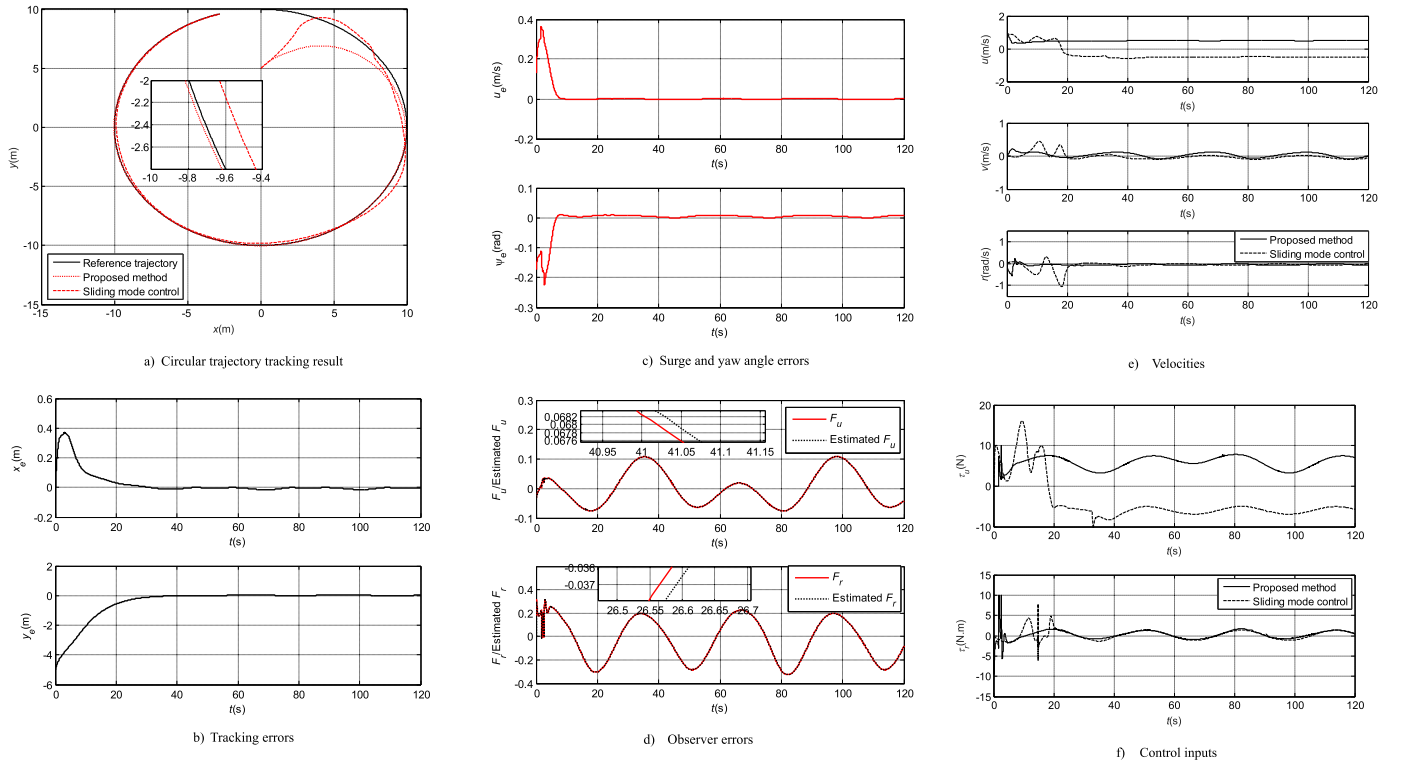 10
5
0
-5
-10
-15
y(m)
-15
-10
-5
0
5
10
x(m)
-2
-2.2
-2.4
-2.6
-10
-9.8
-9.6
-9.4
Reference trajectory
Proposed method
Sliding mode control
a) Circular trajectory tracking result
0.6
0.4
0.2
0
-0.2
x_e(m)
0 20 40 60 80 100 120
t(s)
2
0
-2
-4
-6
y_e(m)
0 20 40 60 80 100 120
t(s)
b) Tracking errors
0.4
0.2
0
-0.2
u_e(m/s)
0 20 40 60 80 100 120
t(s)
0.1
0
-0.1
-0.2
-0.3
ψ_e(rad)
0 20 40 60 80 100 120
t(s)
c) Surge and yaw angle errors
0.3
0.2
0.1
0
-0.1
F_u/Estimated F_u
0.0682
0.068
0.0678
0.0676
40.95 41 41.05 41.1 41.15
F_u
Estimated F_u
0 20 40 60 80 100 120
t(s)
0.4
0.2
0
-0.2
-0.4
F_r/Estimated F_r
-0.036
-0.037
26.5 26.55 26.6 26.65 26.7
F_r
Estimated F_r
0 20 40 60 80 100 120
t(s)
d) Observer errors
2
0
-2
u(m/s)
0 20 40 60 80 100 120
t(s)
1
0
-1
v(m/s)
0 20 40 60 80 100 120
t(s)
1
0
-1
r(rad/s)
Proposed method
Sliding mode control
0 20 40 60 80 100 120
t(s)
e) Velocities
20
10
0
-10
τ_u(N)
0 20 40 60 80 100 120
t(s)
15
10
5
0
-5
-10
-15
τ_r(N.m)
Proposed method
Sliding mode control
0 20 40 60 80 100 120
t(s)
f) Control inputs